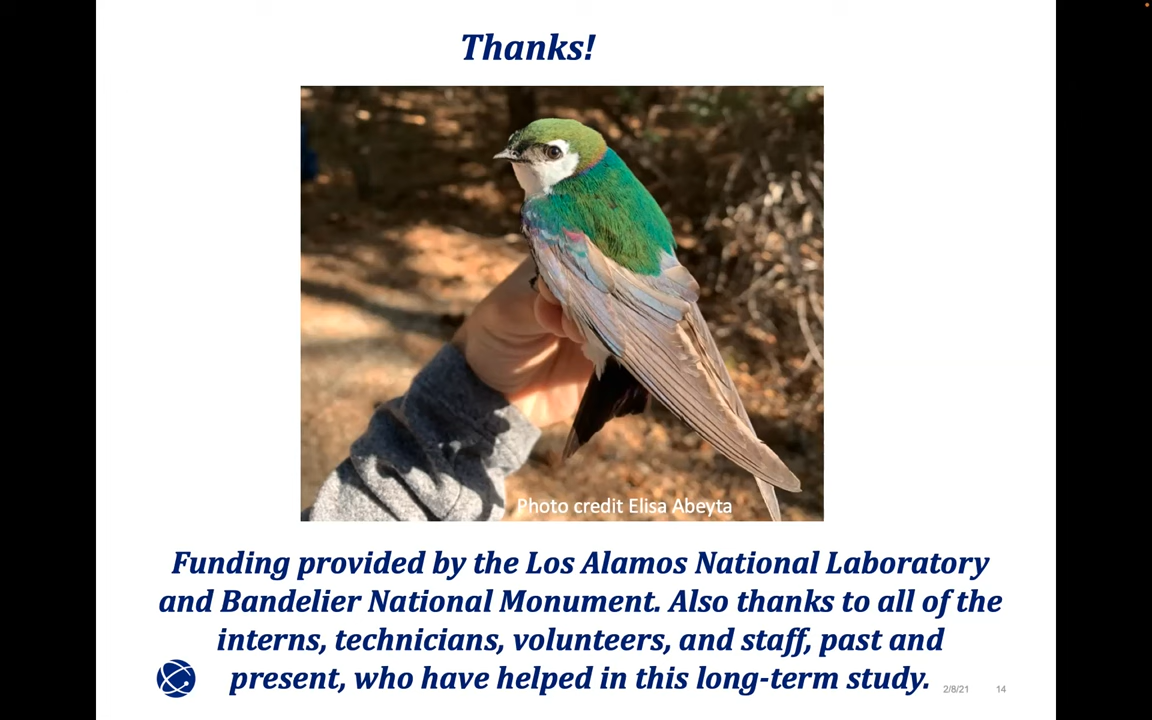 Thanks!
Photo credit Elisa Abeyta
Funding provided by the Los Alamos National Laboratory
and Bandelier National Monument. Also thanks to all of the
interns, technicians, volunteers, and staff, past and
present, who have helped in this long-term study.
2/8/21
14